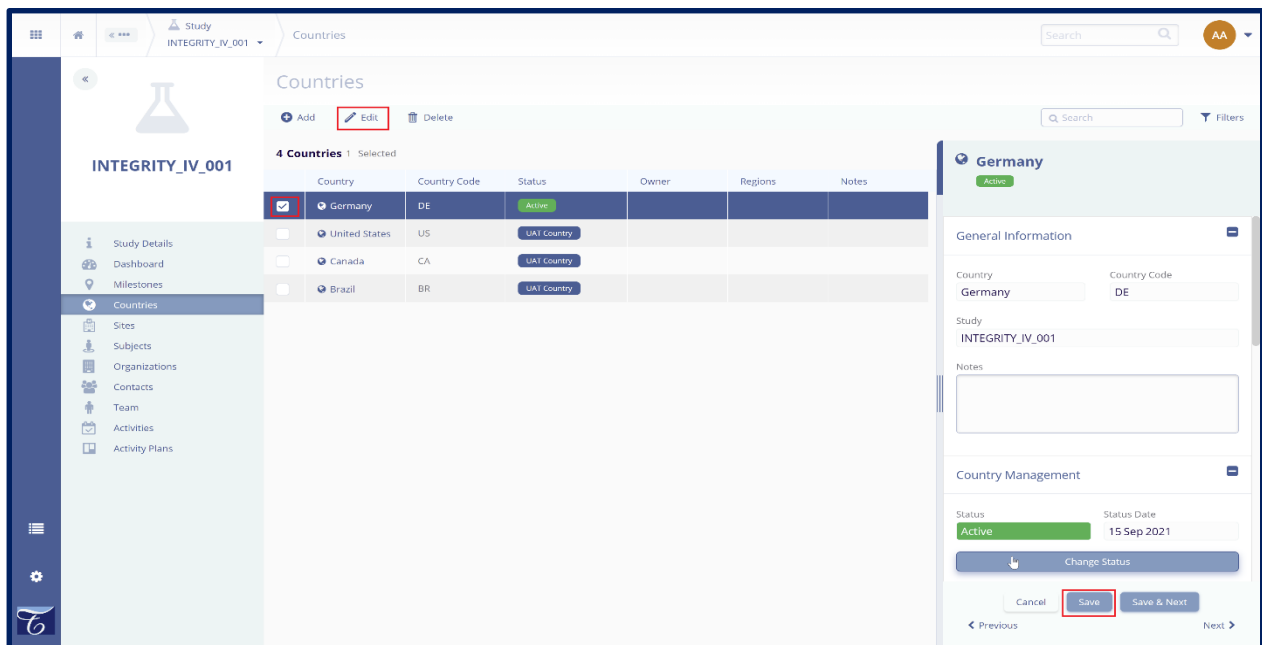 Study
INTEGRITY_IV_001
Countries
Search
AA
INTEGRITY_IV_001
Study Details
Dashboard
Milestones
Countries
Sites
Subjects
Organizations
Contacts
Team
Activities
Activity Plans
Countries
Add Edit Delete
Search Filters
4 Countries 1 Selected
Country Country Code Status Owner Regions Notes
Germany DE Active
United States US UAT Country
Canada CA UAT Country
Brazil BR UAT Country
Germany
Active
General Information
Country Country Code
Germany DE
Study
INTEGRITY_IV_001
Notes
Country Management
Status Status Date
Active 15 Sep 2021
Change Status
Cancel Save Save & Next
Previous Next